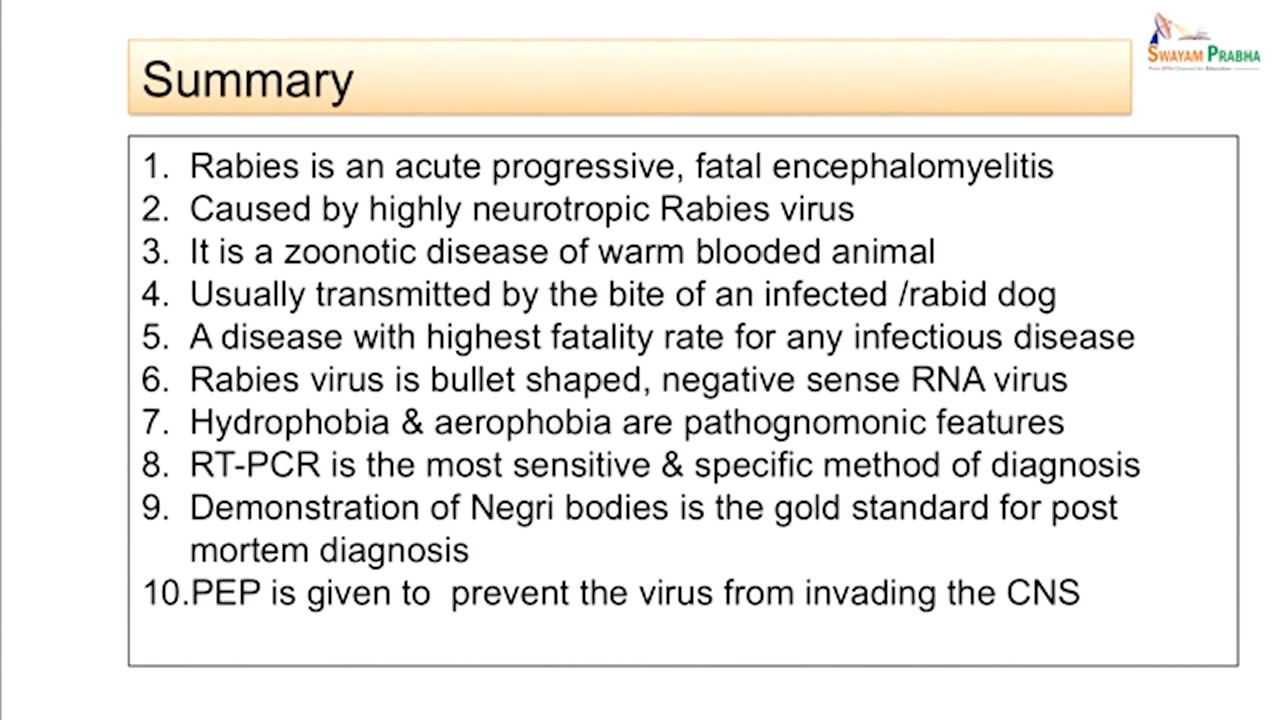 SWAYAM PRABHA
Summary
1. Rabies is an acute progressive, fatal encephalomyelitis
2. Caused by highly neurotropic Rabies virus
3. It is a zoonotic disease of warm blooded animal
4. Usually transmitted by the bite of an infected /rabid dog
5. A disease with highest fatality rate for any infectious disease
6. Rabies virus is bullet shaped, negative sense RNA virus
7. Hydrophobia & aerophobia are pathognomonic features
8. RT-PCR is the most sensitive & specific method of diagnosis
9. Demonstration of Negri bodies is the gold standard for post
mortem diagnosis
10.PEP is given to  prevent the virus from invading the CNS